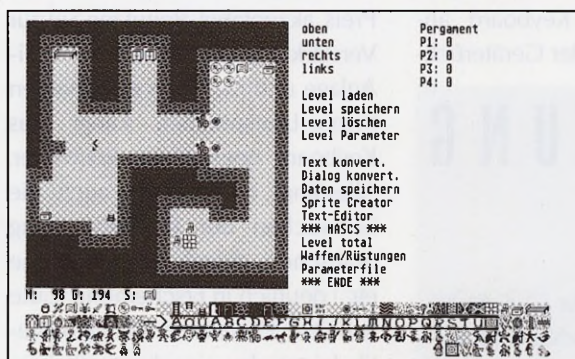 oben Pergament
unten P1: 0
rechts P2: 0
links P3: 0
P4: 0
Level laden
Level speichern
Level löschen
Level Parameter
Text konvert.
Dialog konvert.
Daten speichern
Sprite Creator
Text-Editor
*** HASCS ***
Level total
Waffen/Rüstungen
Parameterfile
*** ENDE ***
M: 98 G: 194 S:
ÄÖÜABCDEFGHIJKLMNOPQRSTU